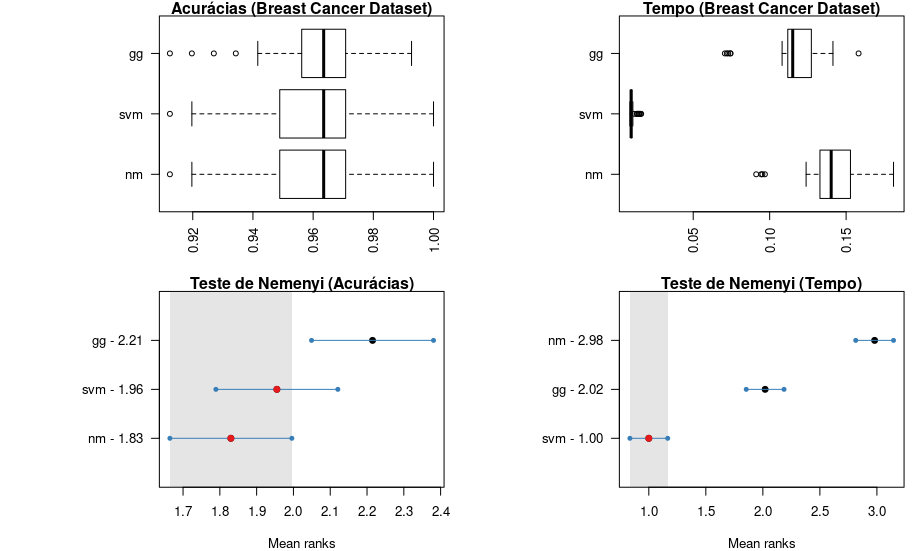 Acurácias (Breast Cancer Dataset)
gg
svm
nm
0.92
0.94
0.96
0.98
1.00
Tempo (Breast Cancer Dataset)
gg
svm
nm
0.05
0.10
0.15
Teste de Nemenyi (Acurácias)
gg - 2.21
svm - 1.96
nm - 1.83
1.7 1.8 1.9 2.0 2.1 2.2 2.3 2.4
Mean ranks
Teste de Nemenyi (Tempo)
nm - 2.98
gg - 2.02
svm - 1.00
1.0 1.5 2.0 2.5 3.0
Mean ranks